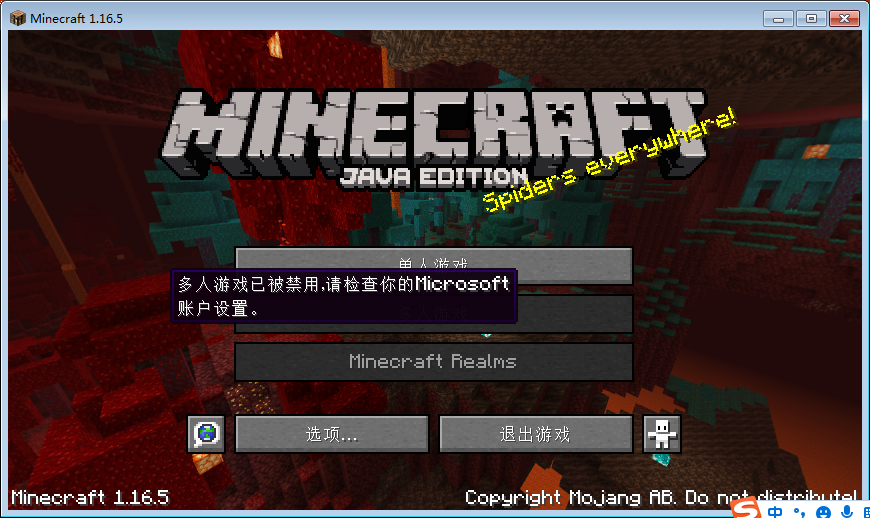 Minecraft 1.16.5
MINECRAFT
JAVA EDITION
Spiders everywhere!
单人游戏
多人游戏已被禁用,请检查你的Microsoft
账户设置。
Minecraft Realms
选项...
退出游戏
Minecraft 1.16.5
Copyright Mojang AB. Do not distribute!
S中